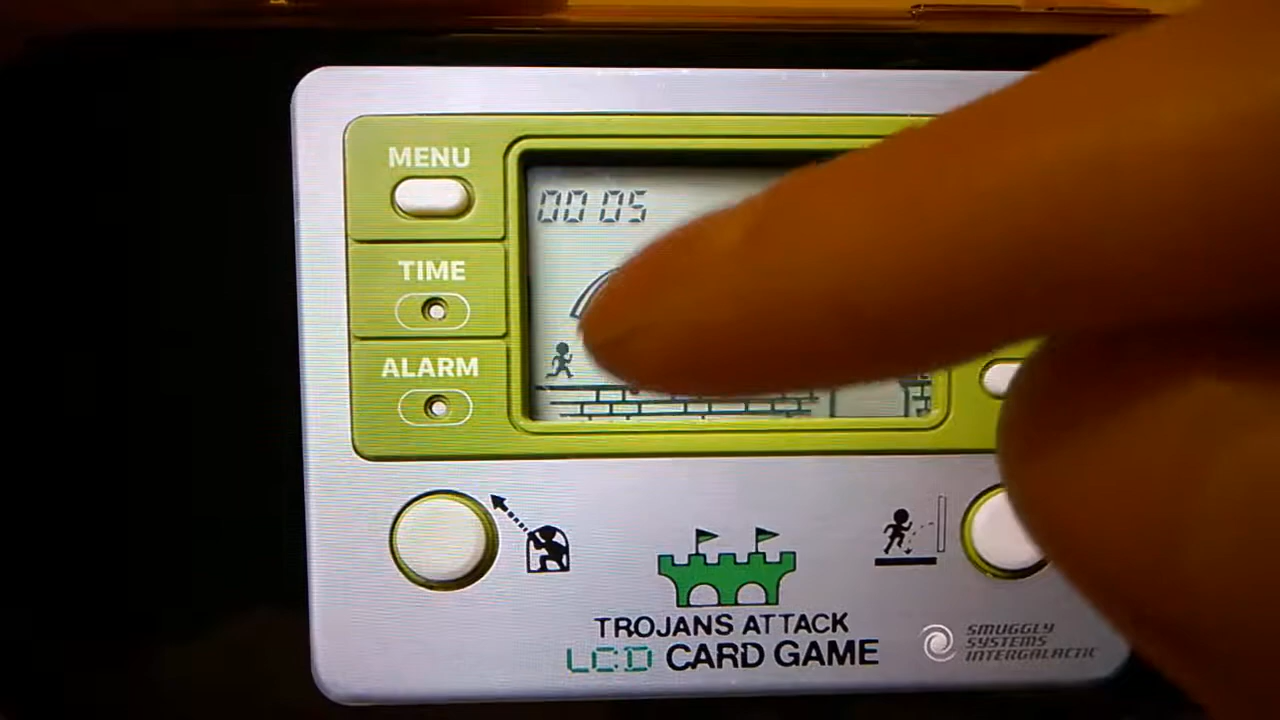 MENU
00 05
TIME
ALARM
TROJANS ATTACK
LCD CARD GAME
SMUGGLY
SYSTEMS
INTERGALACTIC